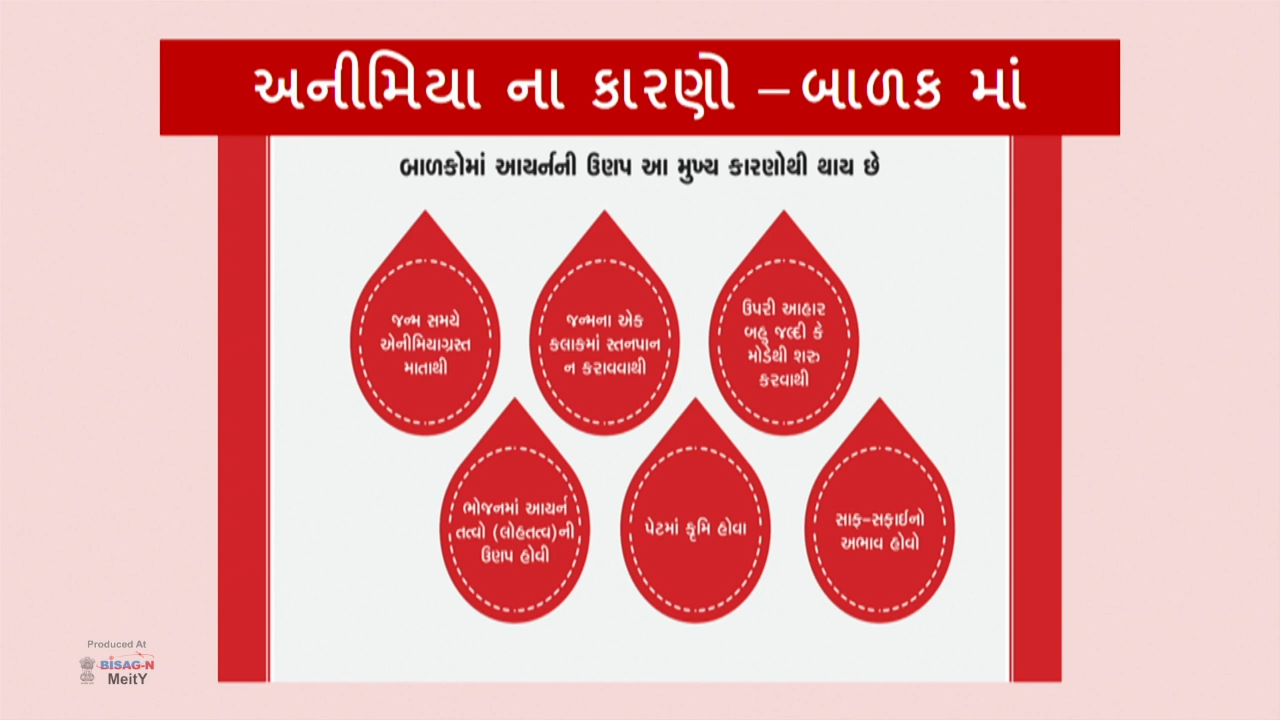 અનીમિયા ના કારણો – બાળક માં
બાળકોમાં આયર્નની ઉણપ આ મુખ્ય કારણોથી થાય છે
જન્મ સમયે
એનીમિયાગ્રસ્ત
માતાથી
જન્મના એક
કલાકમાં સ્તનપાન
ન કરાવવાથી
ઉપરી આહાર
બહુ જલ્દી કે
મોડેથી શરુ
કરવાથી
ભોજનમાં આયર્ન
તત્વો (લોહતત્વ)ની
ઉણપ હોવી
પેટમાં કૃમિ હોવા
સાફ-સફાઈનો
અભાવ હોવો
Produced At
BISAG-N
MeitY